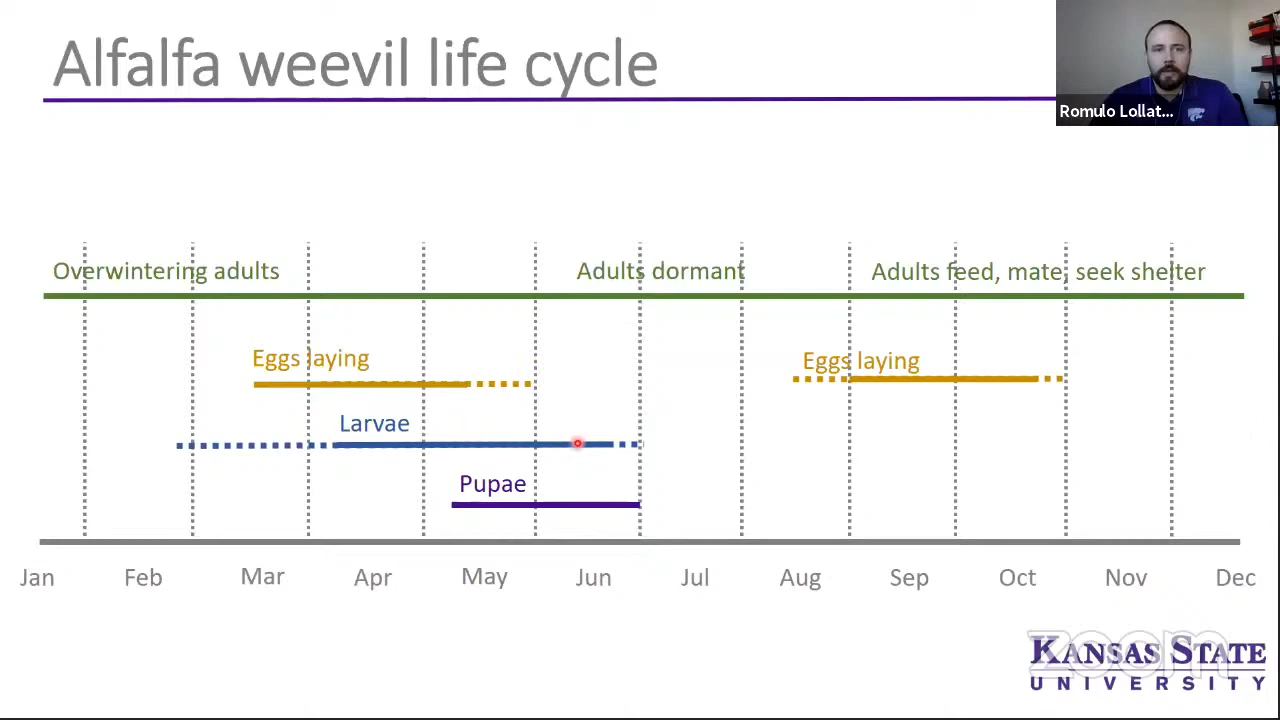 Alfalfa weevil life cycle
Romulo Lollat...
Overwintering adults
Adults dormant
Adults feed, mate, seek shelter
Eggs laying
Eggs laying
Larvae
Pupae
Jan
Feb
Mar
Apr
May
Jun
Jul
Aug
Sep
Oct
Nov
Dec
zoom
KANSAS STATE
UNIVERSITY